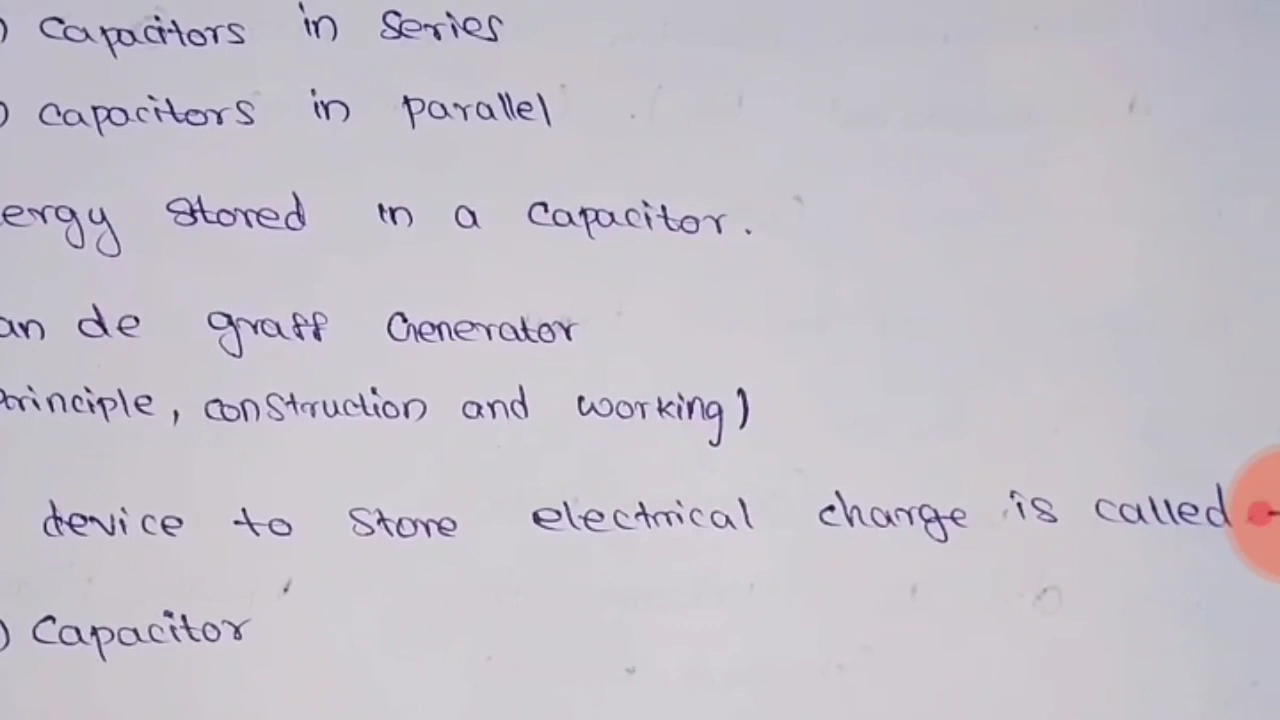 ) Capacitors in series
) capacitors in parallel
ergy stored in a capacitor.
an de graff Generator
principle, construction and working)
device to store electrical charge is called -
) Capacitor